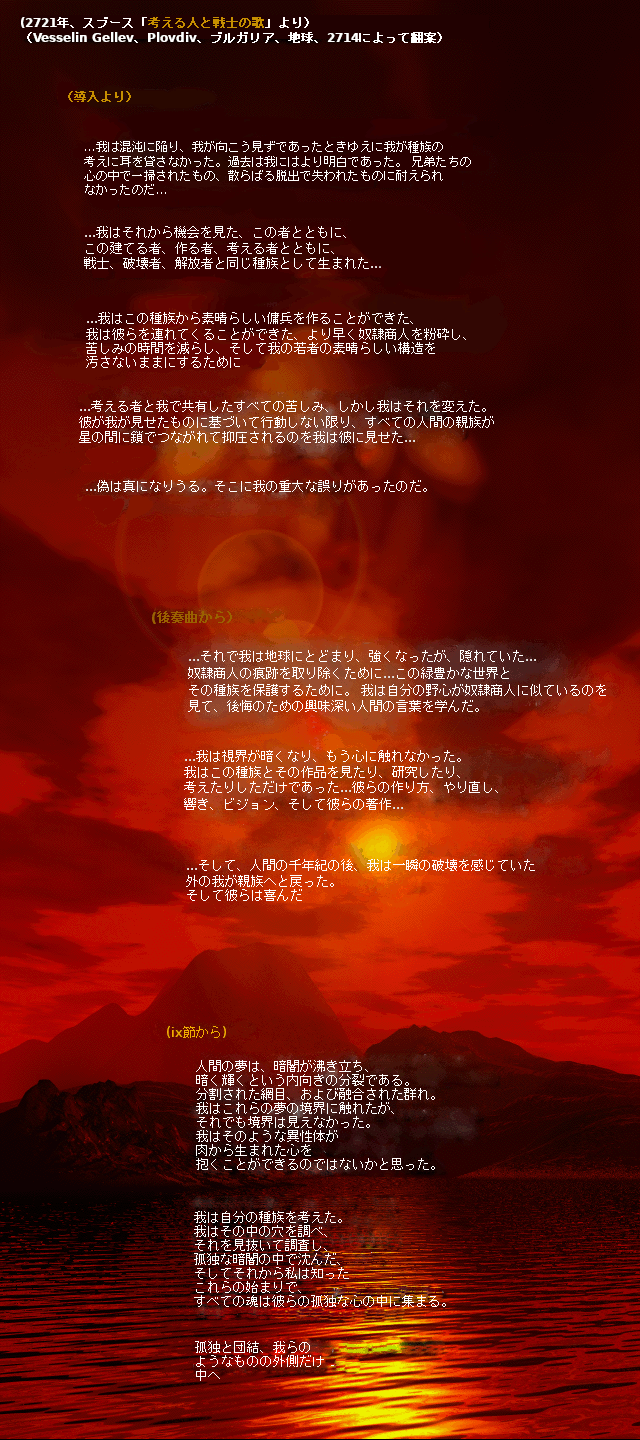 (2721年、スブース「考える人と戦士の歌」より)
(Vesselin Gellev、Plovdiv、ブルガリア、地球、2714によって翻案)
(導入より)
...我は混沌に陥り、我が向こう見ずであったときゆえに我が種族の
考えに耳を貸さなかった。過去は我にはより明白であった。 兄弟たちの
心の中で一掃されたもの、散らばる脱出で失われたものに耐えられ
なかったのだ...
...我はそれから機会を見た、この者とともに、
この建てる者、作る者、考える者とともに、
戦士、破壊者、解放者と同じ種族として生まれた...
...我はこの種族から素晴らしい傭兵を作ることができた、
我は彼らを連れてくることができた、より早く奴隷商人を粉砕し、
苦しみの時間を減らし、そして我の若者の素晴らしい構造を
汚さないままにするために
...考える者と我で共有したすべての苦しみ、しかし我はそれを変えた。
彼が我が見せたものに基づいて行動しない限り、すべての人間の親族が
星の間に鎖でつながれて抑圧されるのを我は彼に見せた...
...偽は真になりうる。そこに我の重大な誤りがあったのだ。
(後奏曲から)
...それで我は地球にとどまり、強くなったが、隠れていた...
奴隷商人の痕跡を取り除くために...この緑豊かな世界と
その種族を保護するために。 我は自分の野心が奴隷商人に似ているのを
見て、後悔のための興味深い人間の言葉を学んだ。
...我は視界が暗くなり、もう心に触れなかった。
我はこの種族とその作品を見たり、研究したり、
考えたりしただけであった...彼らの作り方、やり直し、
響き、ビジョン、そして彼らの著作...
...そして、人間の千年紀の後、我は一瞬の破壊を感じていた
外の我が親族へと戻った。
そして彼らは喜んだ
(ix節から)
人間の夢は、暗闇が沸き立ち、
暗く輝くという内向きの分裂である。
分割された網目、および融合された群れ。
我はこれらの夢の境界に触れたが、
それでも境界は見えなかった。
我はそのような異性体が
肉から生まれた心を
抱くことができるのではないかと思った。
我は自分の種族を考えた。
我はその中の穴を調べ、
それを見抜いて調査し、
孤独な暗闇の中で沈んだ、
そしてそれから私は知った
これらの始まりで、
すべての魂は彼らの孤独な心の中に集まる。
孤独と団結、我らの
ようなものの外側だけ
中へ